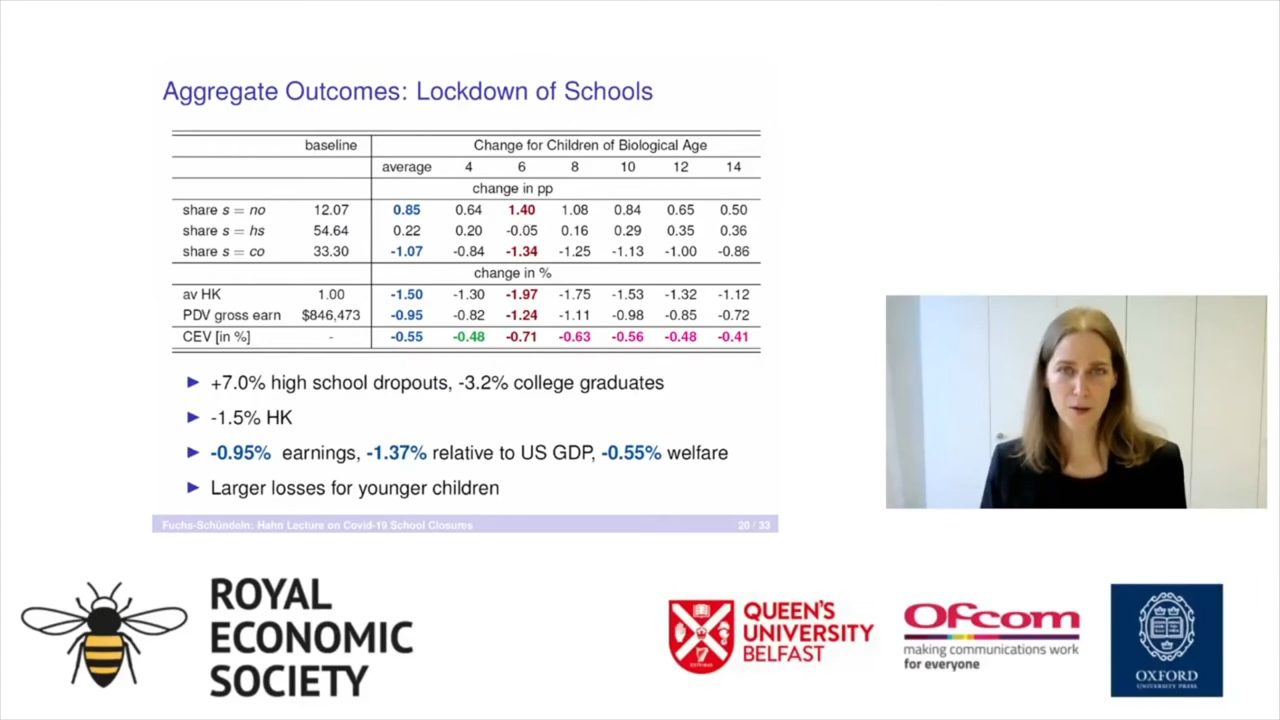 Aggregate Outcomes: Lockdown of Schools
baseline Change for Children of Biological Age
average 4 6 8 10 12 14
change in pp
share s = no 12.07 0.85 0.64 1.40 1.08 0.84 0.65 0.50
share s = hs 54.64 0.22 0.20 -0.05 0.16 0.29 0.35 0.36
share s = co 33.30 -1.07 -0.84 -1.34 -1.25 -1.13 -1.00 -0.86
change in %
av HK 1.00 -1.50 -1.30 -1.97 -1.75 -1.53 -1.32 -1.12
PDV gross earn $846,473 -0.95 -0.82 -1.24 -1.11 -0.98 -0.85 -0.72
CEV [in %] - -0.55 -0.48 -0.71 -0.63 -0.56 -0.48 -0.41
+7.0% high school dropouts, -3.2% college graduates
-1.5% HK
-0.95% earnings, -1.37% relative to US GDP, -0.55% welfare
Larger losses for younger children
Fuchs-Schündeln: Hahn Lecture on Covid-19 School Closures 20 / 33
ROYAL
ECONOMIC
SOCIETY
QUEEN'S
UNIVERSITY
BELFAST
Ofcom
making communications work
for everyone
OXFORD
UNIVERSITY PRESS